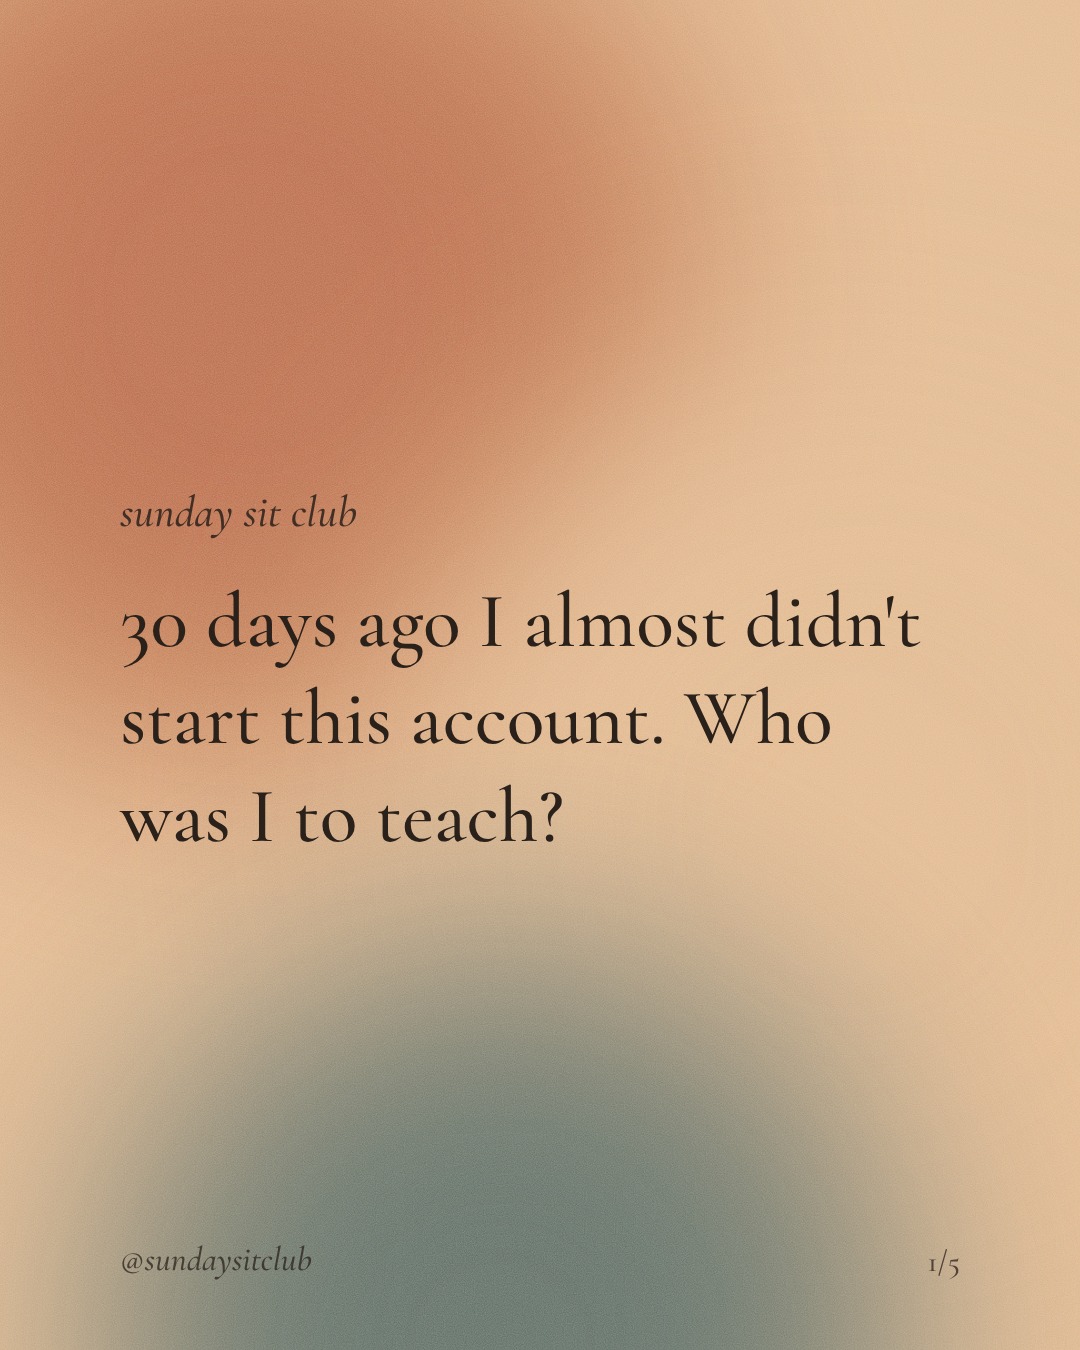 sunday sit club
30 days ago I almost didn't
start this account. Who
was I to teach?
@sundaysitclub
1/5